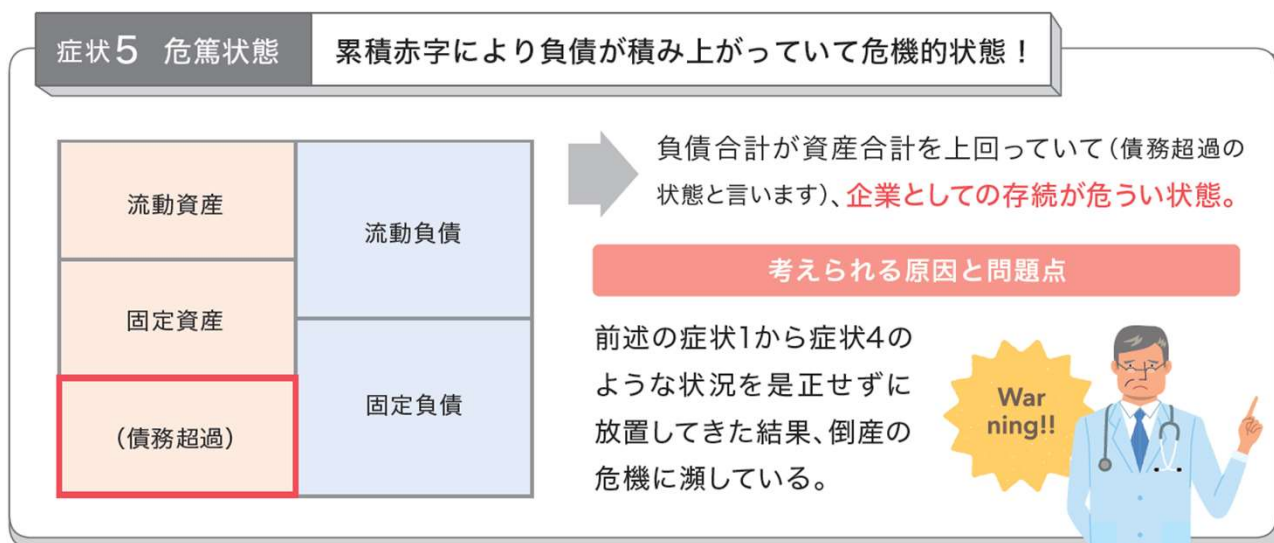 症状5 危篤状態
累積赤字により負債が積み上がっていて危機的状態！
流動資産
固定資産
（債務超過）
流動負債
固定負債
負債合計が資産合計を上回っていて（債務超過の
状態と言います）、企業としての存続が危うい状態。
考えられる原因と問題点
前述の症状1から症状4の
ような状況を是正せずに
放置してきた結果、倒産の
危機に瀕している。
War
ning!!